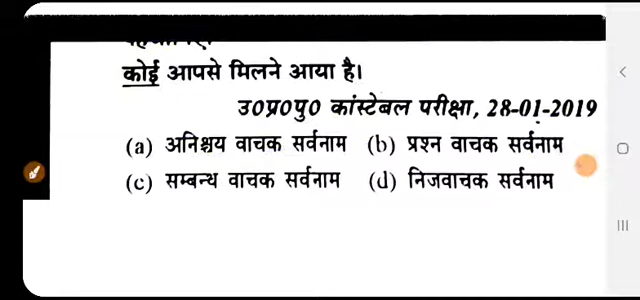 कोई आपसे मिलने आया है।
उ0प्र0पु0 कांस्टेबल परीक्षा, 28-01-2019
(a) अनिश्चय वाचक सर्वनाम (b) प्रश्न वाचक सर्वनाम
(c) सम्बन्ध वाचक सर्वनाम (d) निजवाचक सर्वनाम